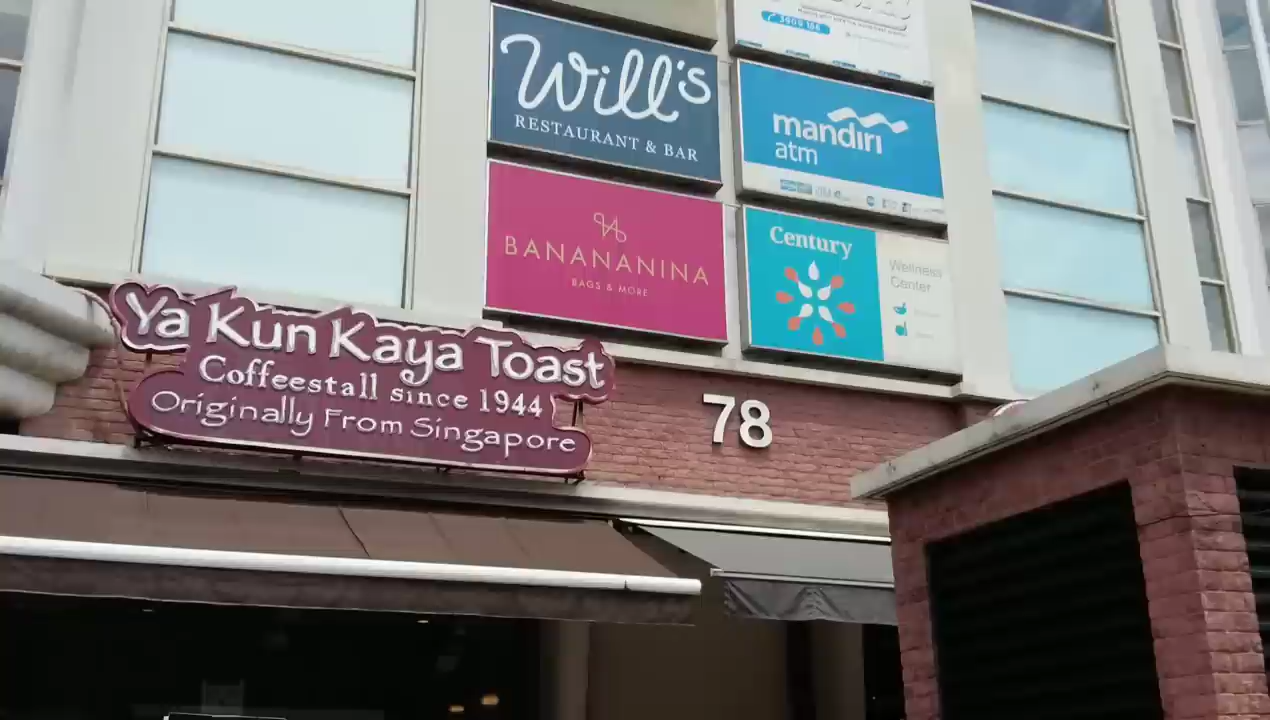 Will's
RESTAURANT & BAR
mandiri
atm
BANANANINA
BAGS & MORE
Century
Wellness
Center
Ya Kun Kaya Toast
Coffeestall since 1944
Originally From Singapore
78